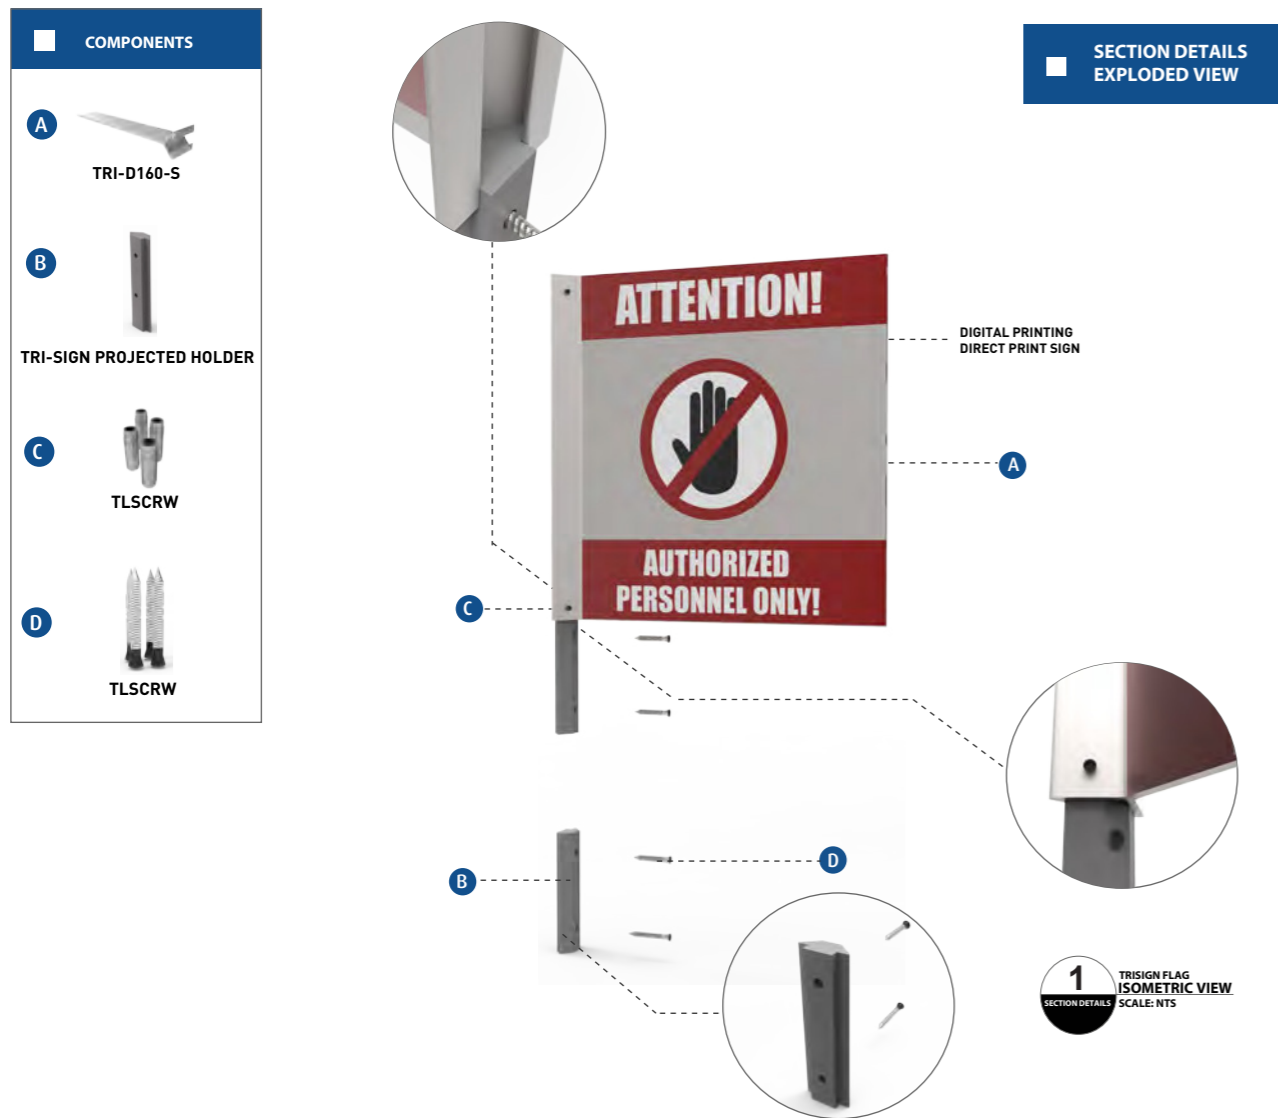 COMPONENTS
A
TRI-D160-S
B
TRI-SIGN PROJECTED HOLDER
C
TLSCRW
D
TLSCRW
SECTION DETAILS
EXPLODED VIEW
ATTENTION!
AUTHORIZED
PERSONNEL ONLY!
DIGITAL PRINTING
DIRECT PRINT SIGN
A
C
D
B
1
SECTION DETAILS
TRISIGN FLAG
ISOMETRIC VIEW
SCALE: NTS